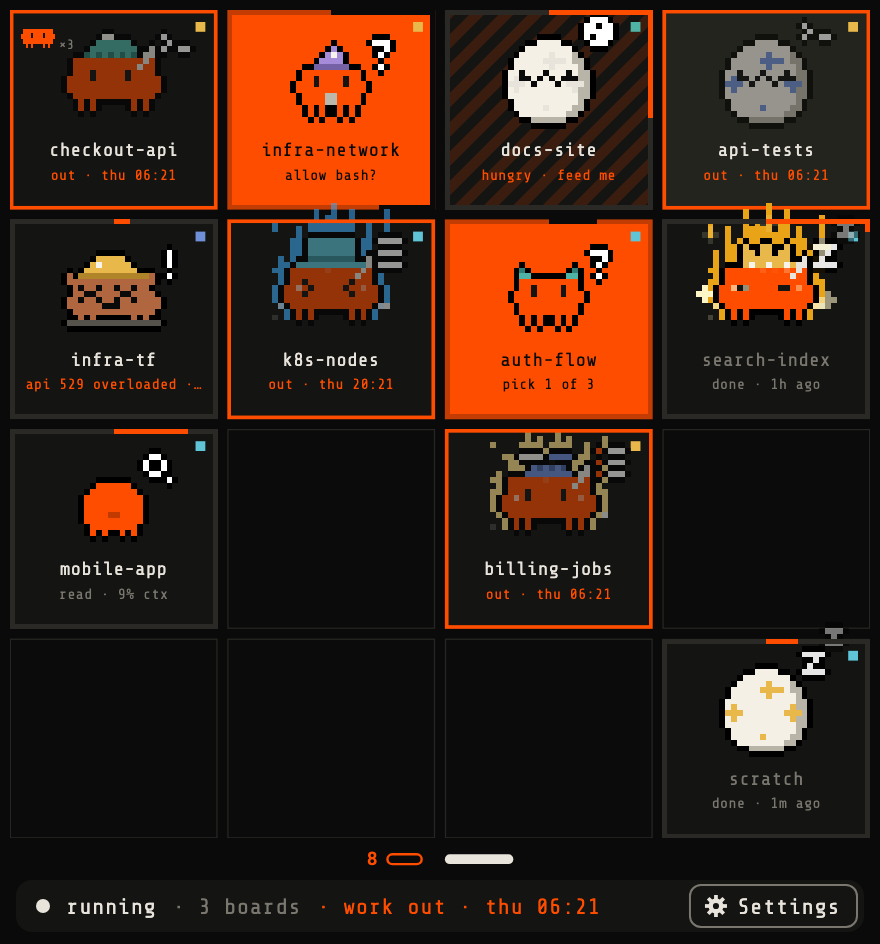 ×3
checkout-api
out · thu 06:21
infra-network
allow bash?
docs-site
hungry · feed me
api-tests
out · thu 06:21
infra-tf
api 529 overloaded ·…
k8s-nodes
out · thu 20:21
auth-flow
pick 1 of 3
search-index
done · 1h ago
mobile-app
read · 9% ctx
billing-jobs
out · thu 06:21
scratch
done · 1m ago
8
running · 3 boards · work out · thu 06:21
Settings